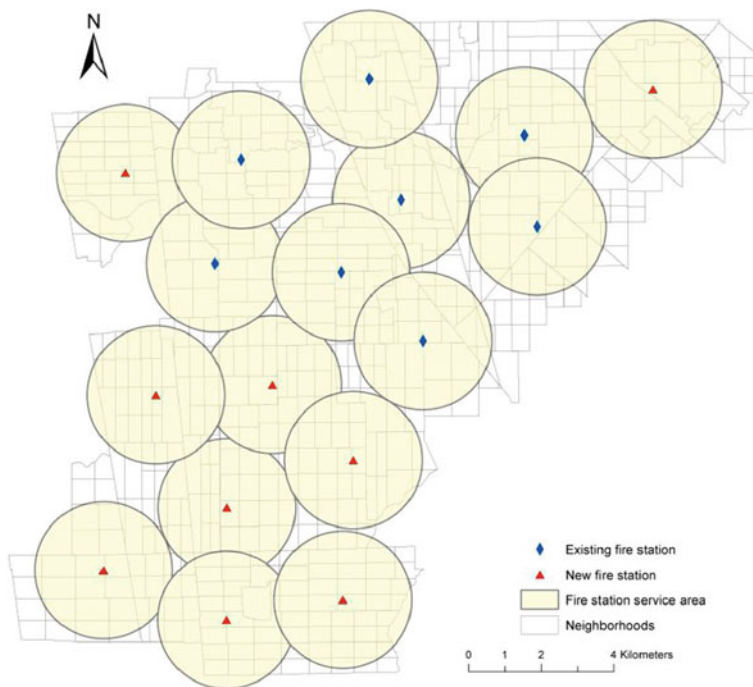 N
Existing fire station
New fire station
Fire station service area
Neighborhoods
0 1 2 4 Kilometers